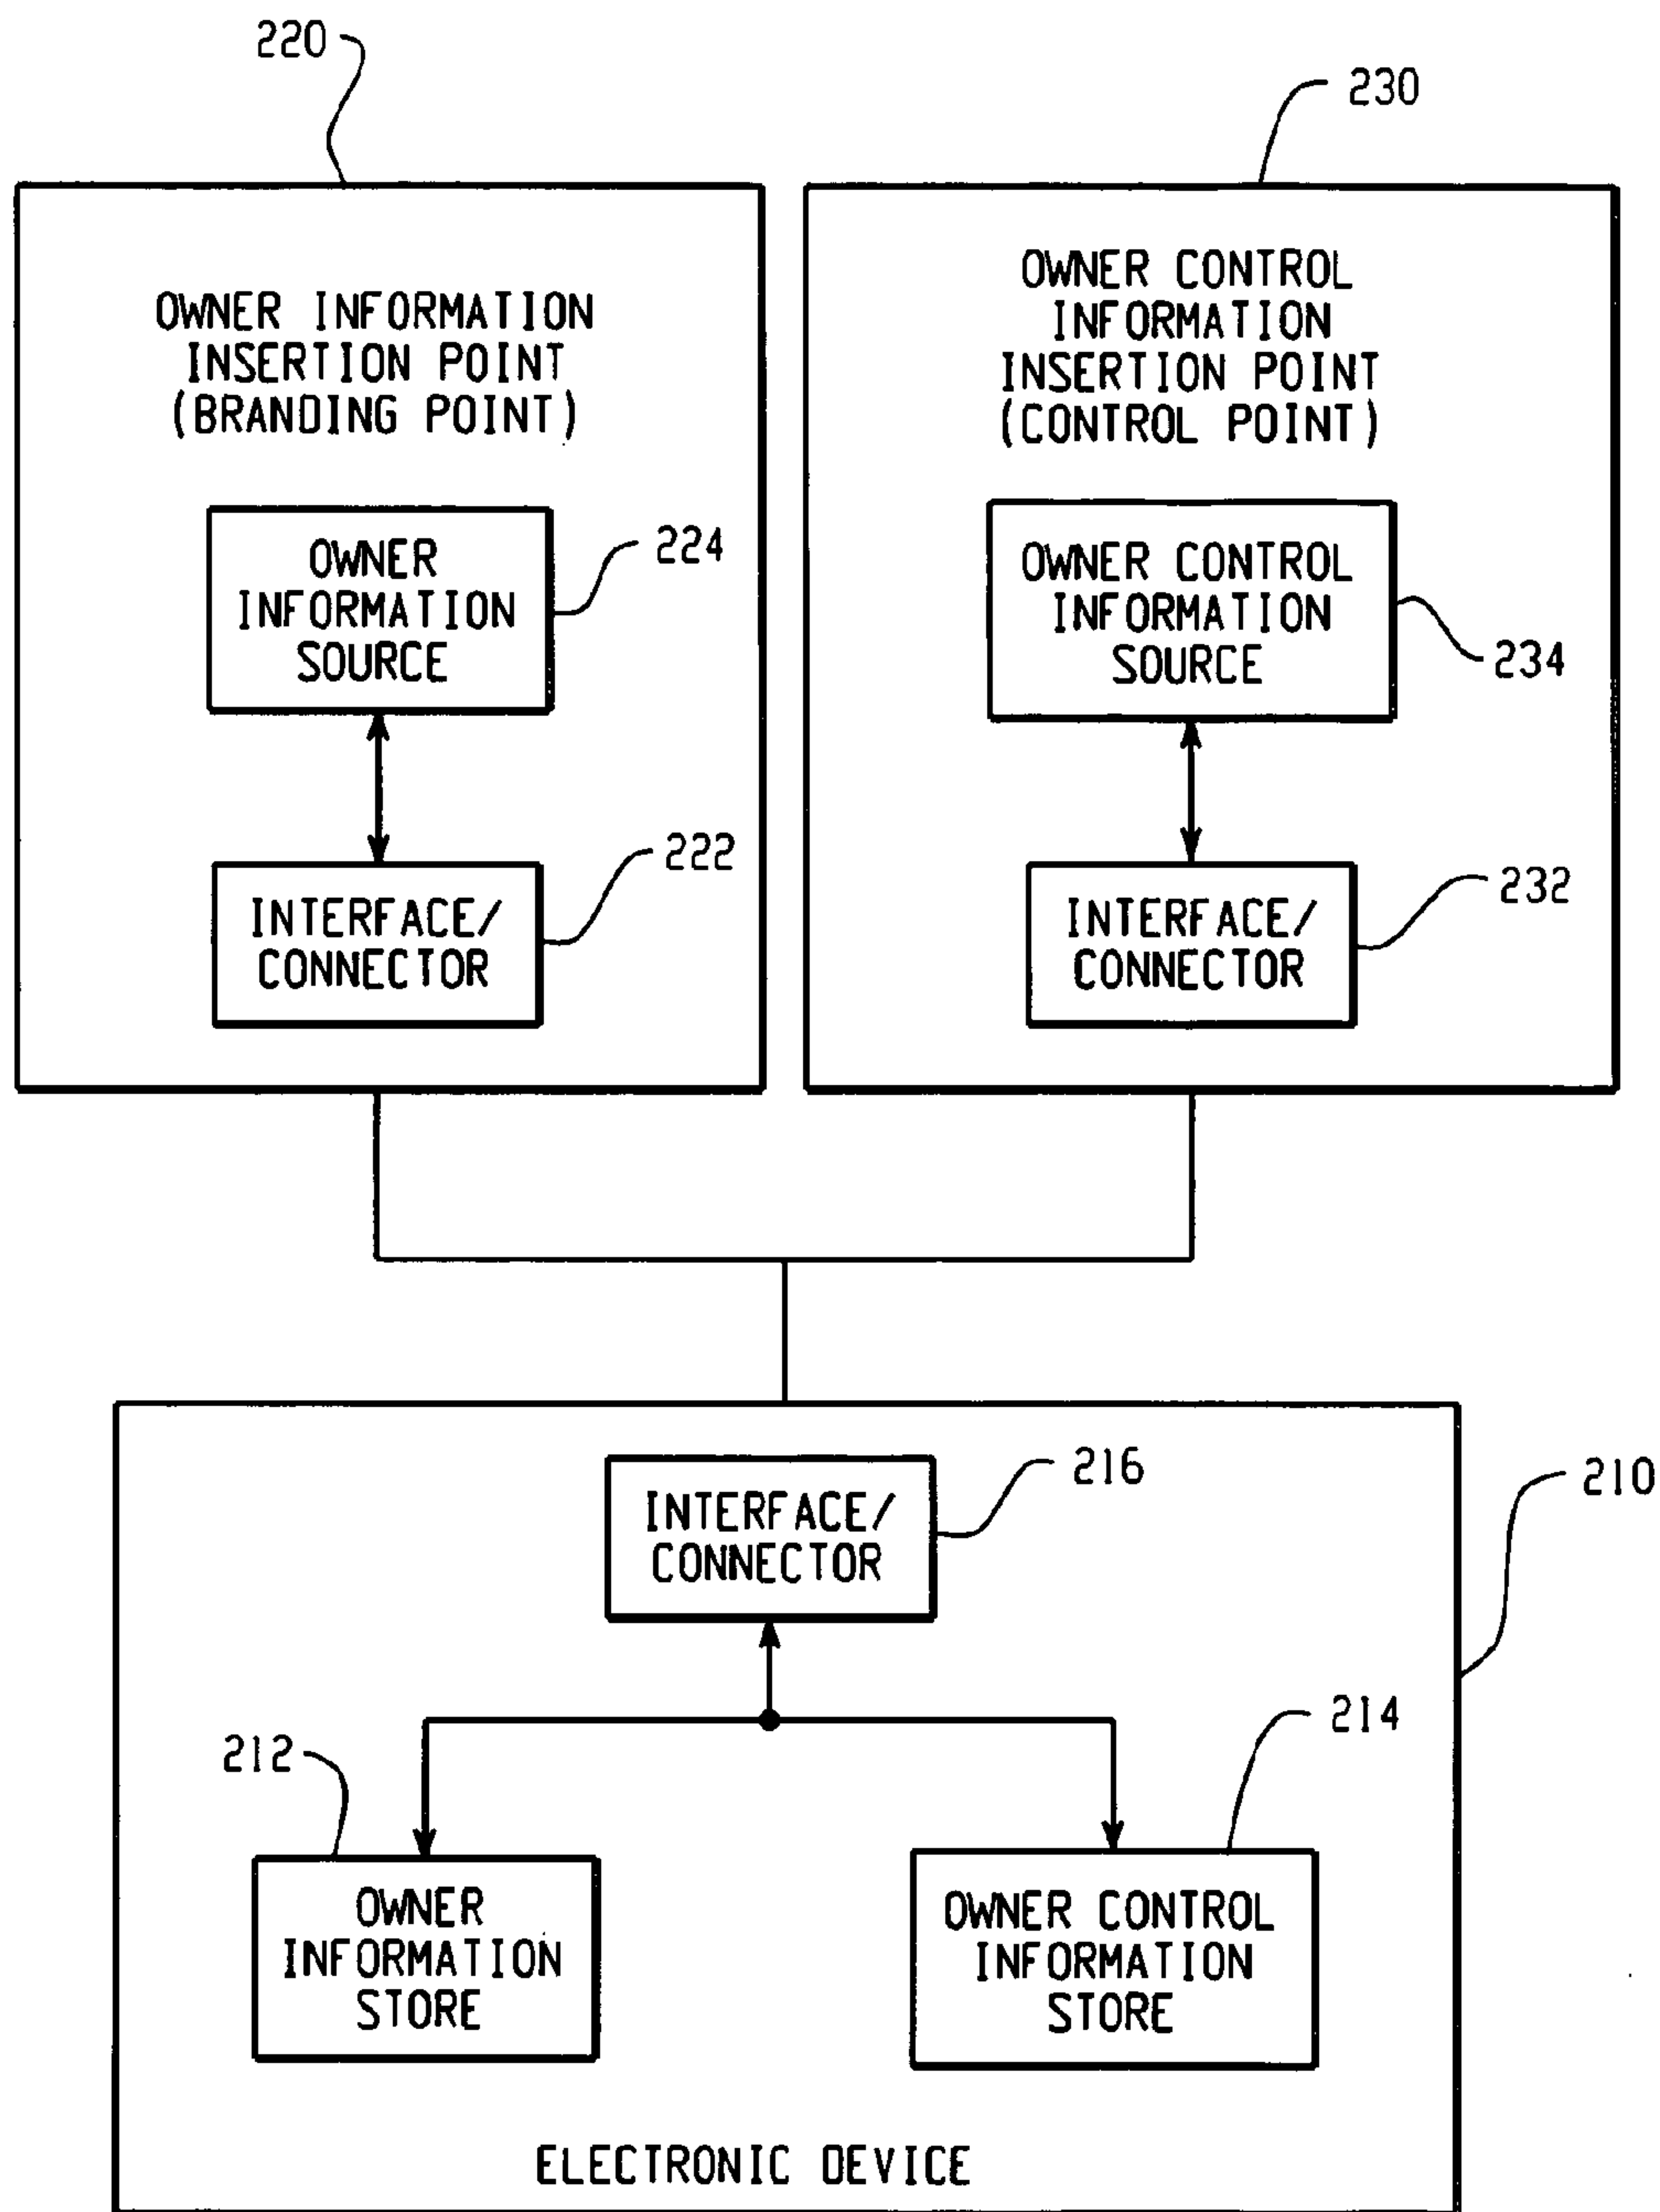 220
230
OWNER INFORMATION
INSERTION POINT
(BRANDING POINT)
OWNER CONTROL
INFORMATION
INSERTION POINT
(CONTROL POINT)
OWNER
INFORMATION
SOURCE
224
OWNER CONTROL
INFORMATION
SOURCE
234
INTERFACE/
CONNECTOR
222
INTERFACE/
CONNECTOR
232
INTERFACE/
CONNECTOR
216
210
212
214
OWNER
INFORMATION
STORE
OWNER CONTROL
INFORMATION
STORE
ELECTRONIC DEVICE